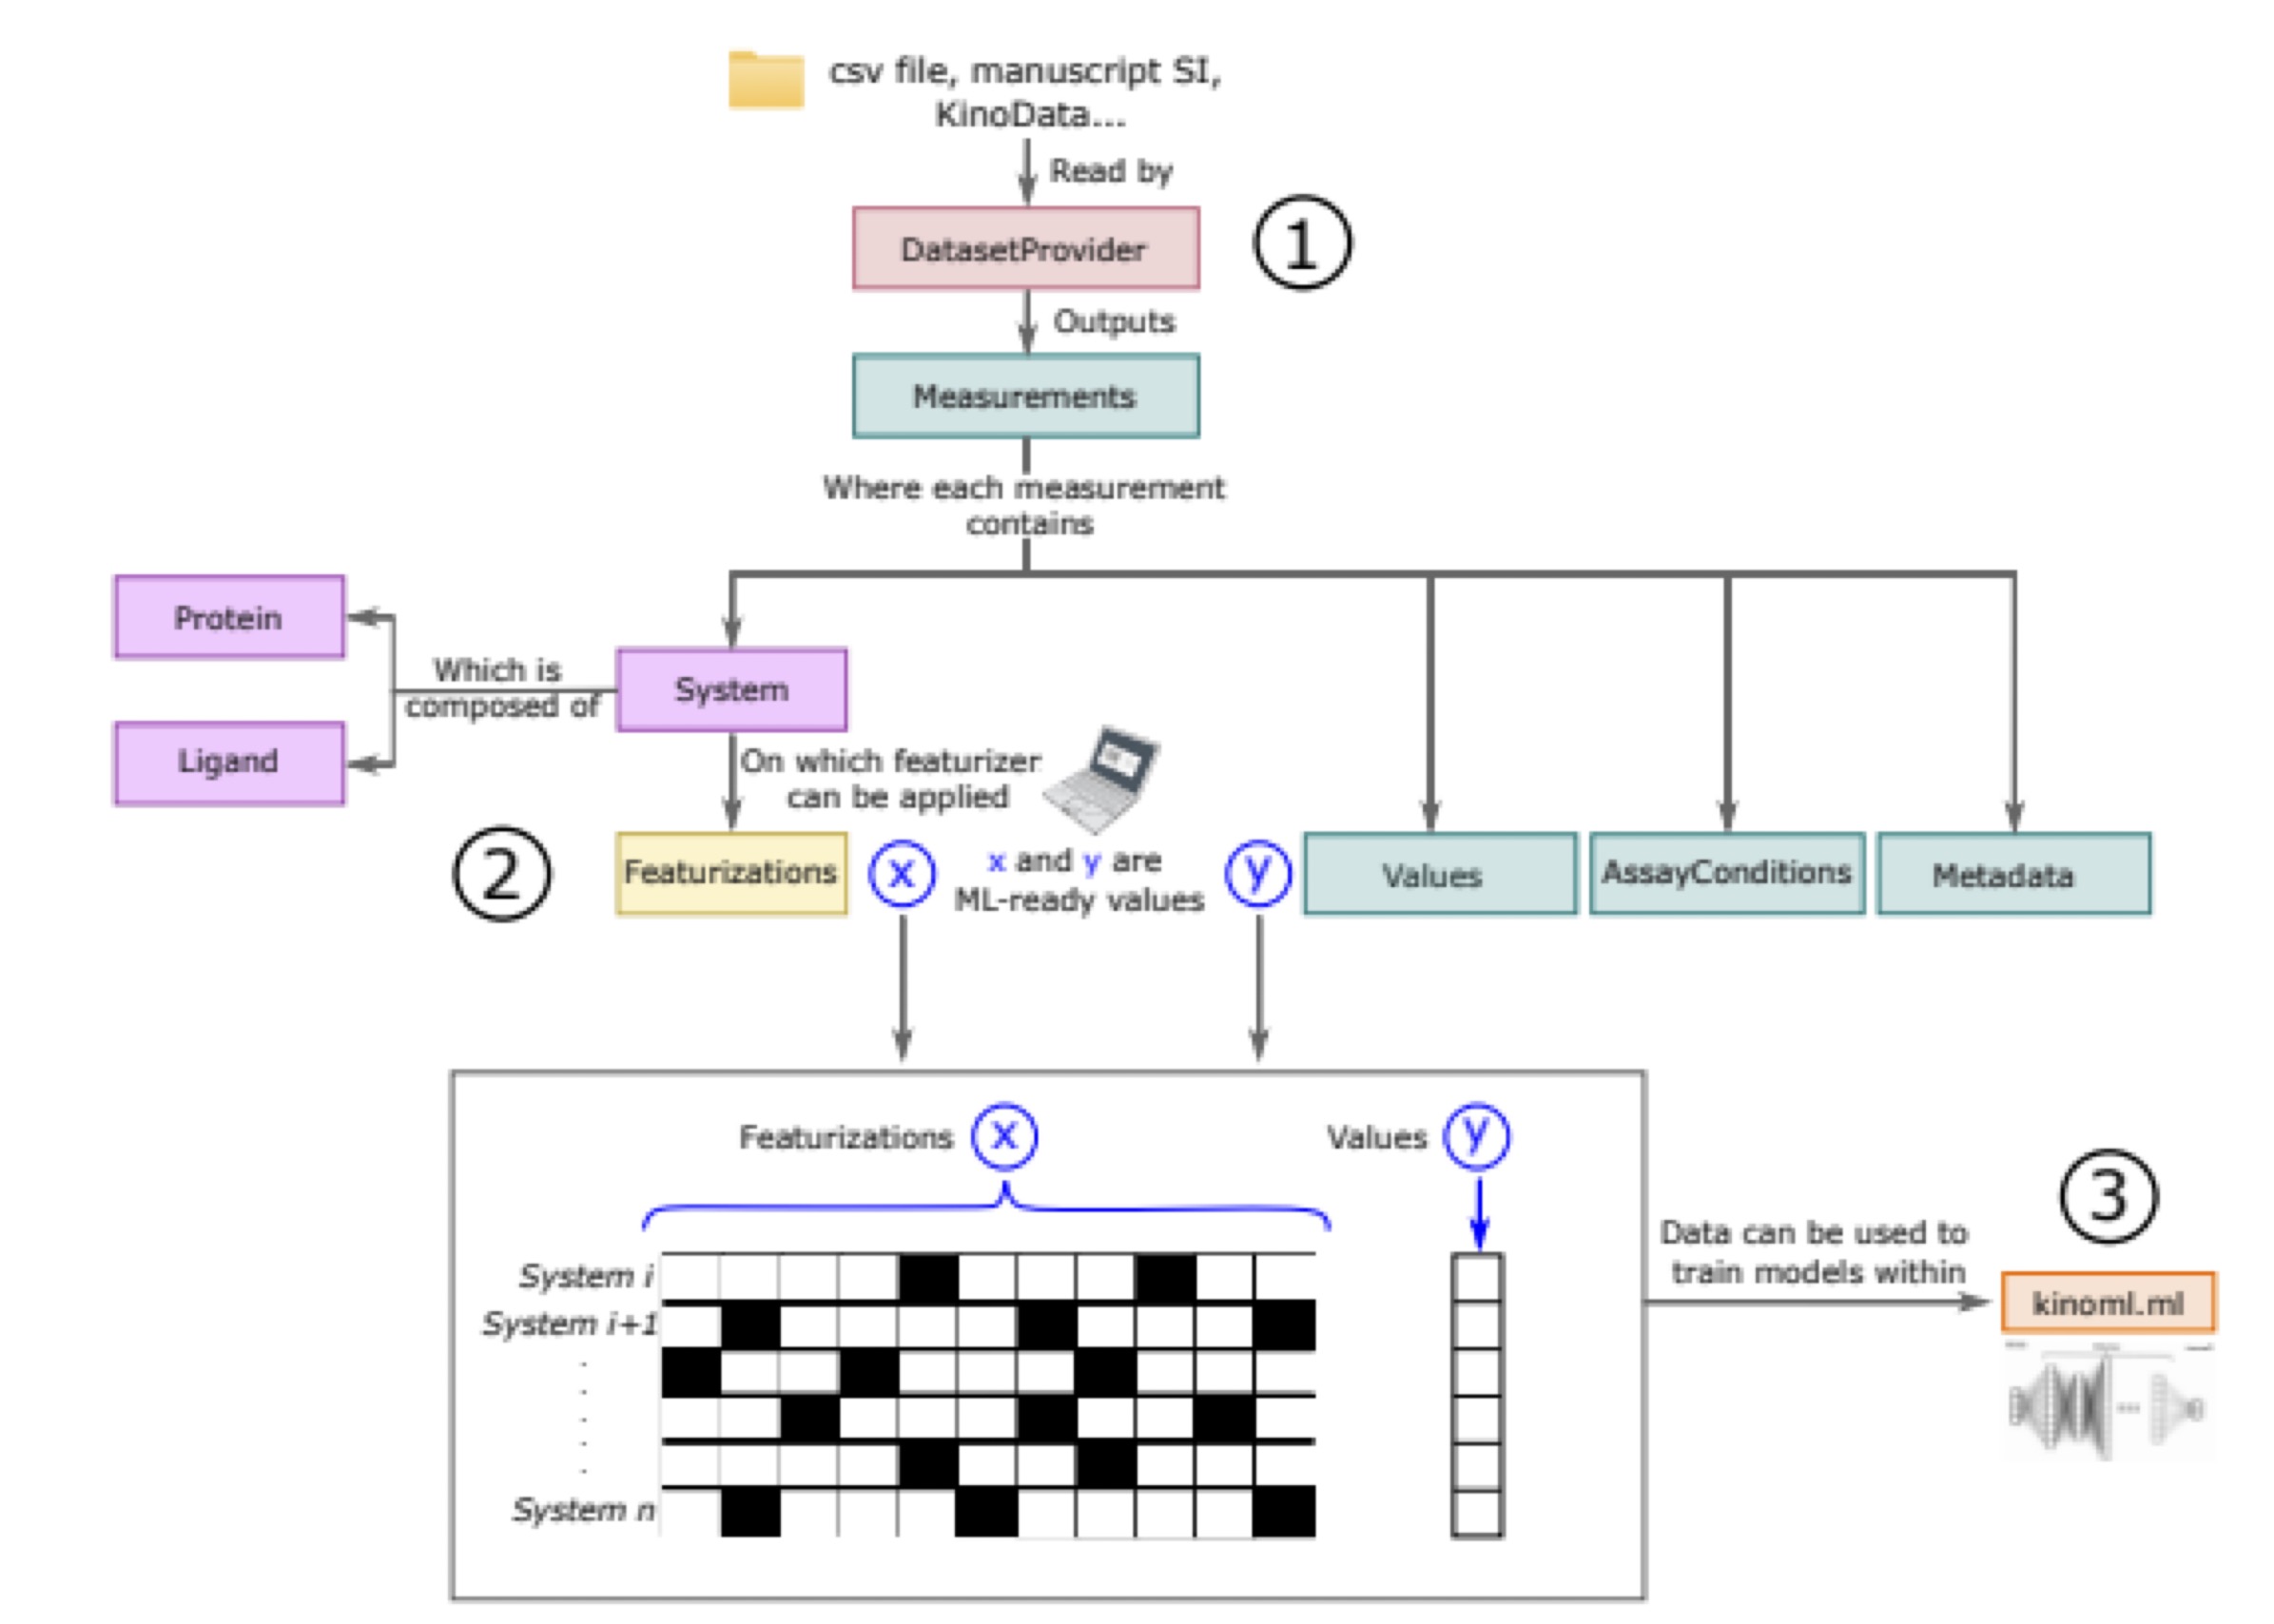 csv file, manuscript SI,
KinoData...
Read by
DatasetProvider
1
Outputs
Measurements
Where each measurement
contains
Protein
Which is
composed of
System
Ligand
On which featurizer
can be applied
2
Featurizations
x
x and y are
ML-ready values
y
Values
AssayConditions
Metadata
Featurizations x
Values y
System i
System i+1
.
.
.
.
.
System n
Data can be used to
train models within
3
kinoml.ml
...